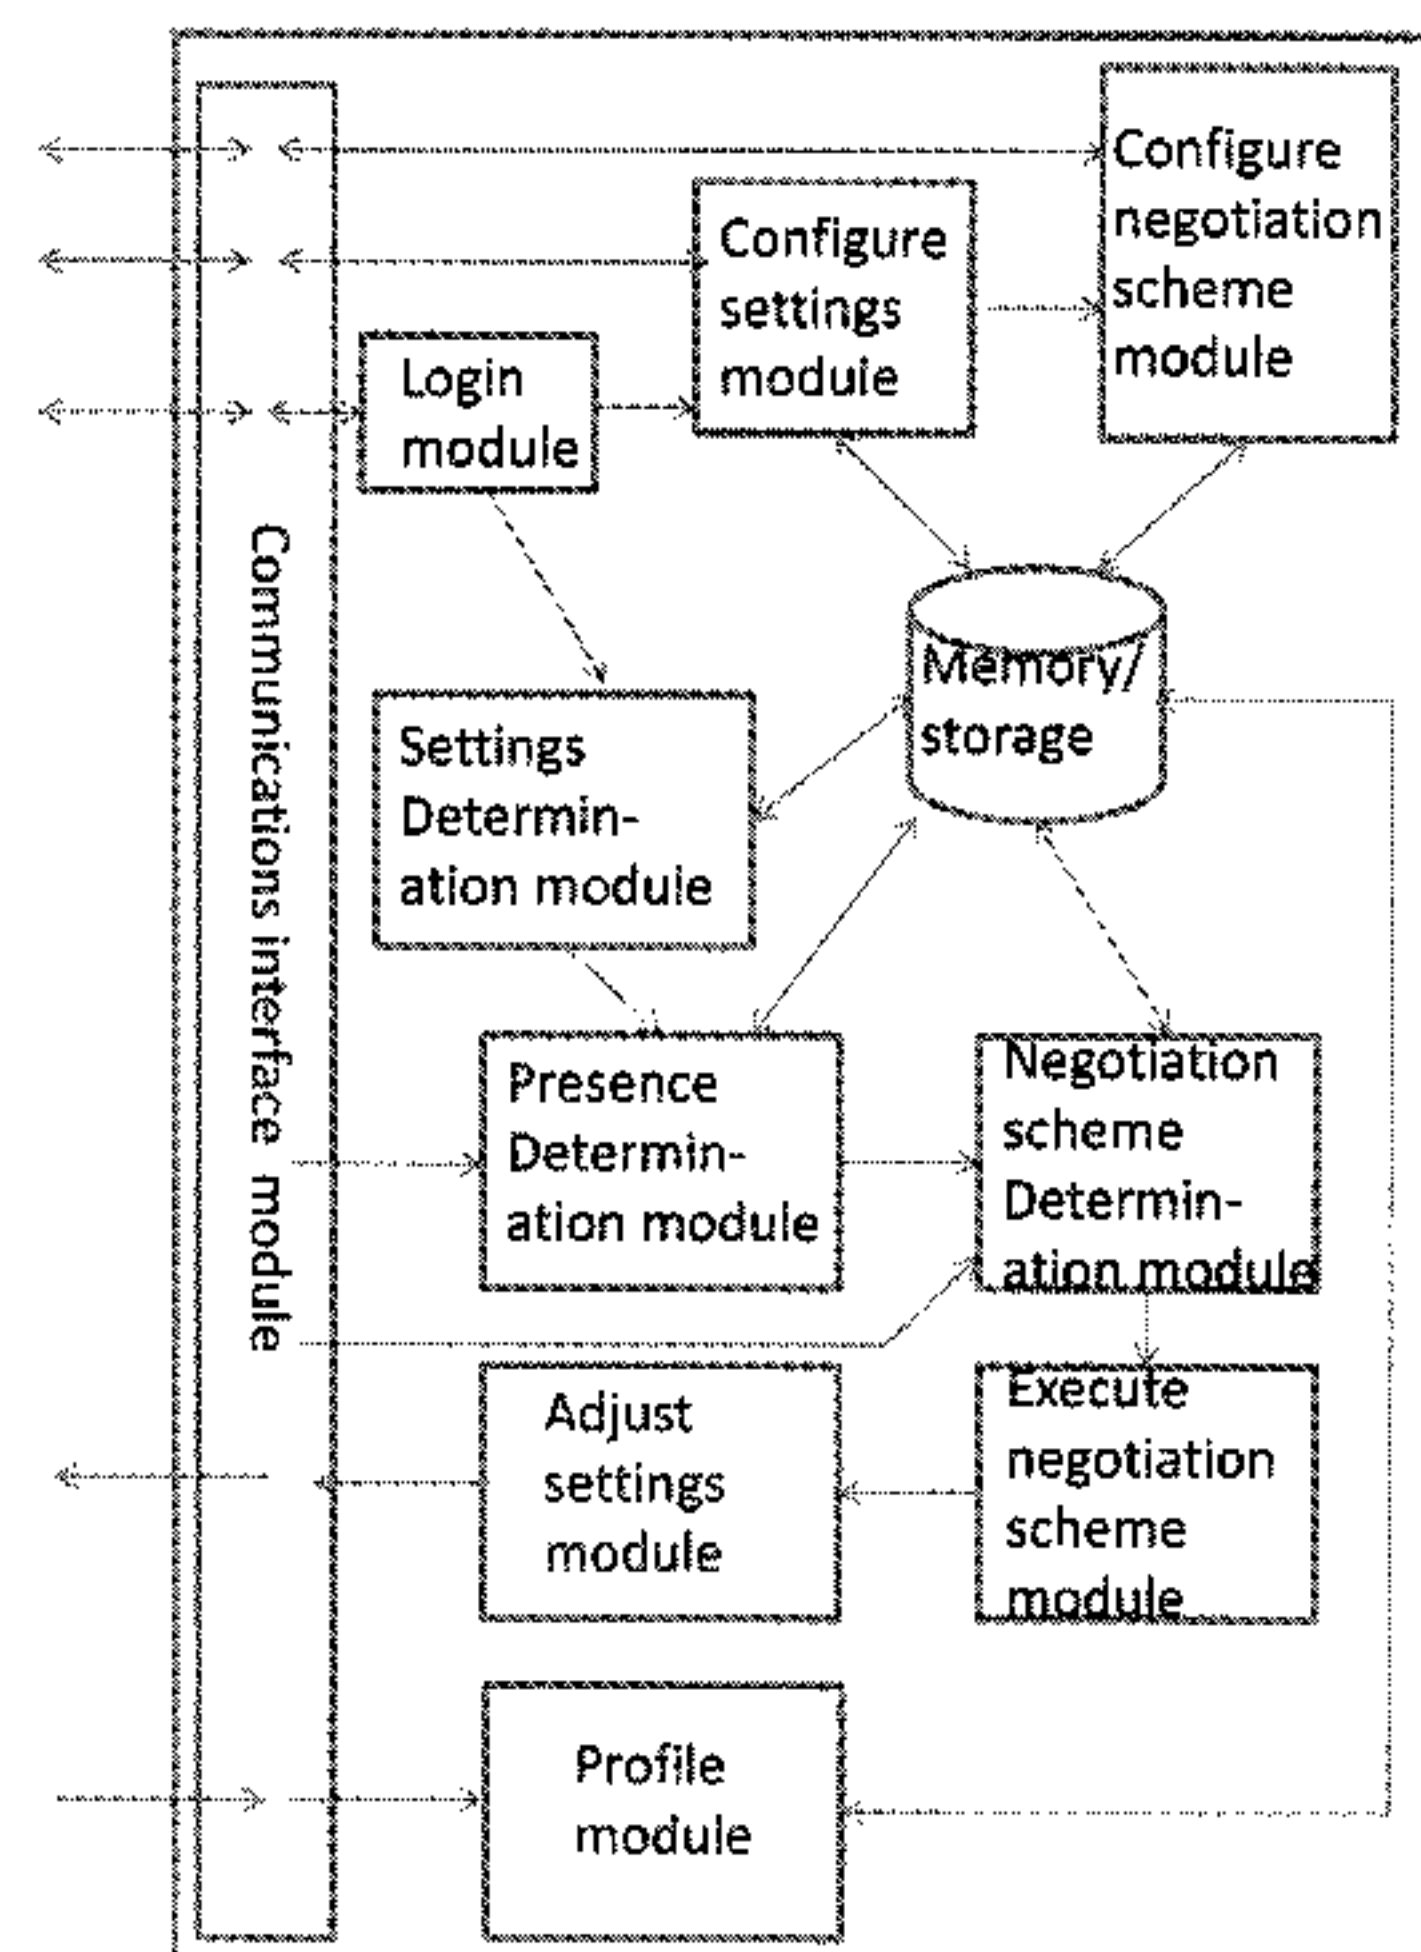 Configure
negotiation
scheme
module
Configure
settings
module
Login
module
Communications interface module
Memory/
storage
Settings
Determin-
ation module
Presence
Determin-
ation module
Negotiation
scheme
Determin-
ation module
Adjust
settings
module
Execute
negotiation
scheme
module
Profile
module